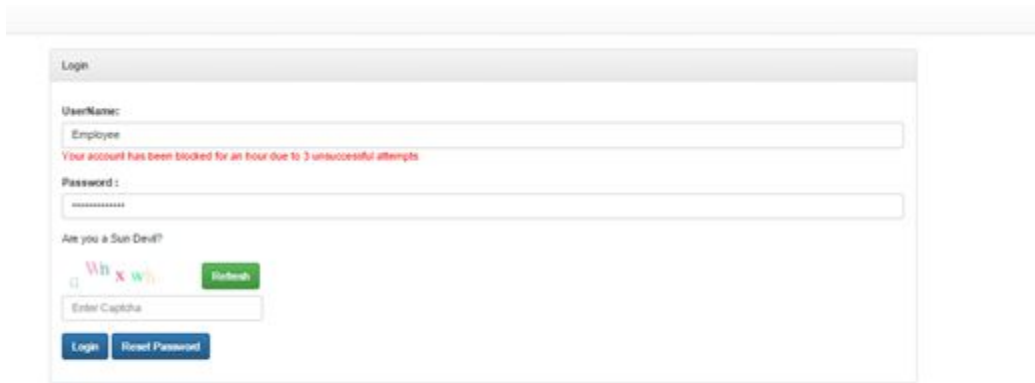 Login
UserName:
Employee
Your account has been blocked for an hour due to 3 unsuccessful attempts
Password :
Are you a Sun Devil?
Refresh
Enter Captcha
Login Reset Password